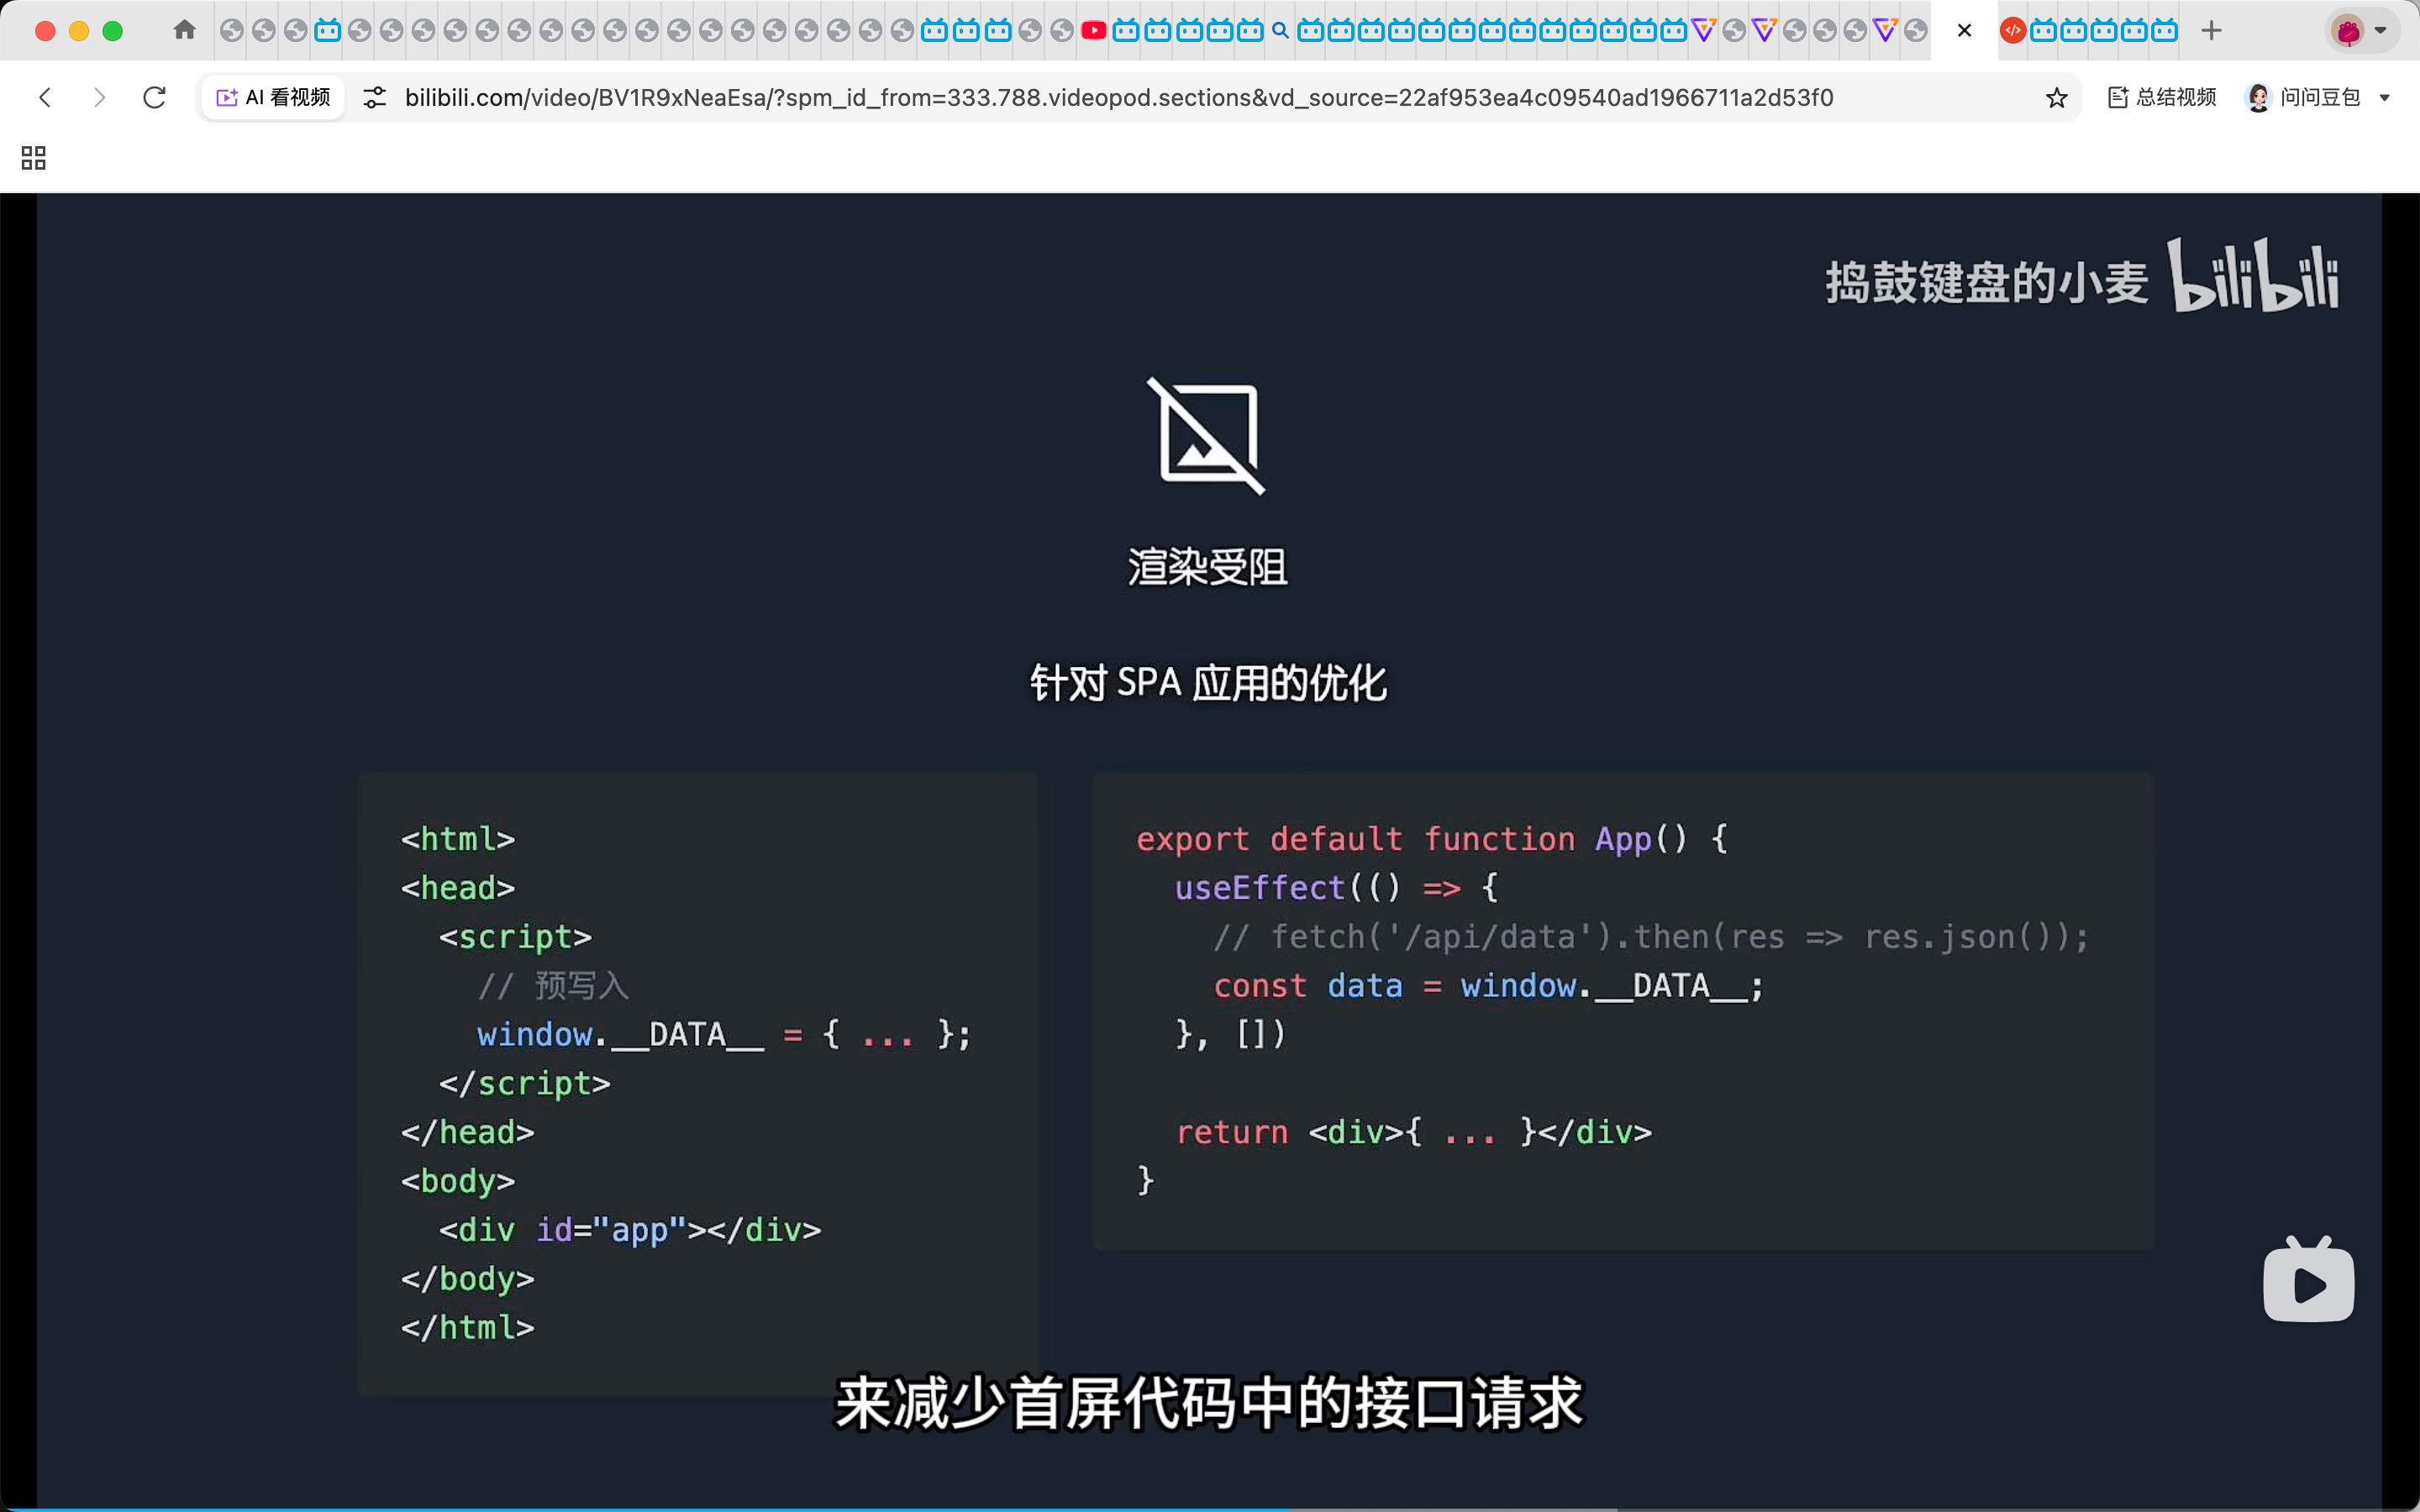 AI 看视频
bilibili.com/video/BV1R9xNeaEsa/?spm_id_from=333.788.videopod.sections&vd_source=22af953ea4c09540ad1966711a2d53f0
总结视频
问问豆包
捣鼓键盘的小麦 bilibili
渲染受阻
针对 SPA 应用的优化
<html>
<head>
<script>
// 预写入
window.__DATA__ = { ... };
</script>
</head>
<body>
<div id="app"></div>
</body>
</html>
export default function App() {
useEffect(() => {
// fetch('/api/data').then(res => res.json());
const data = window.__DATA__;
}, [])
return <div>{ ... }</div>
}
来减少首屏代码中的接口请求